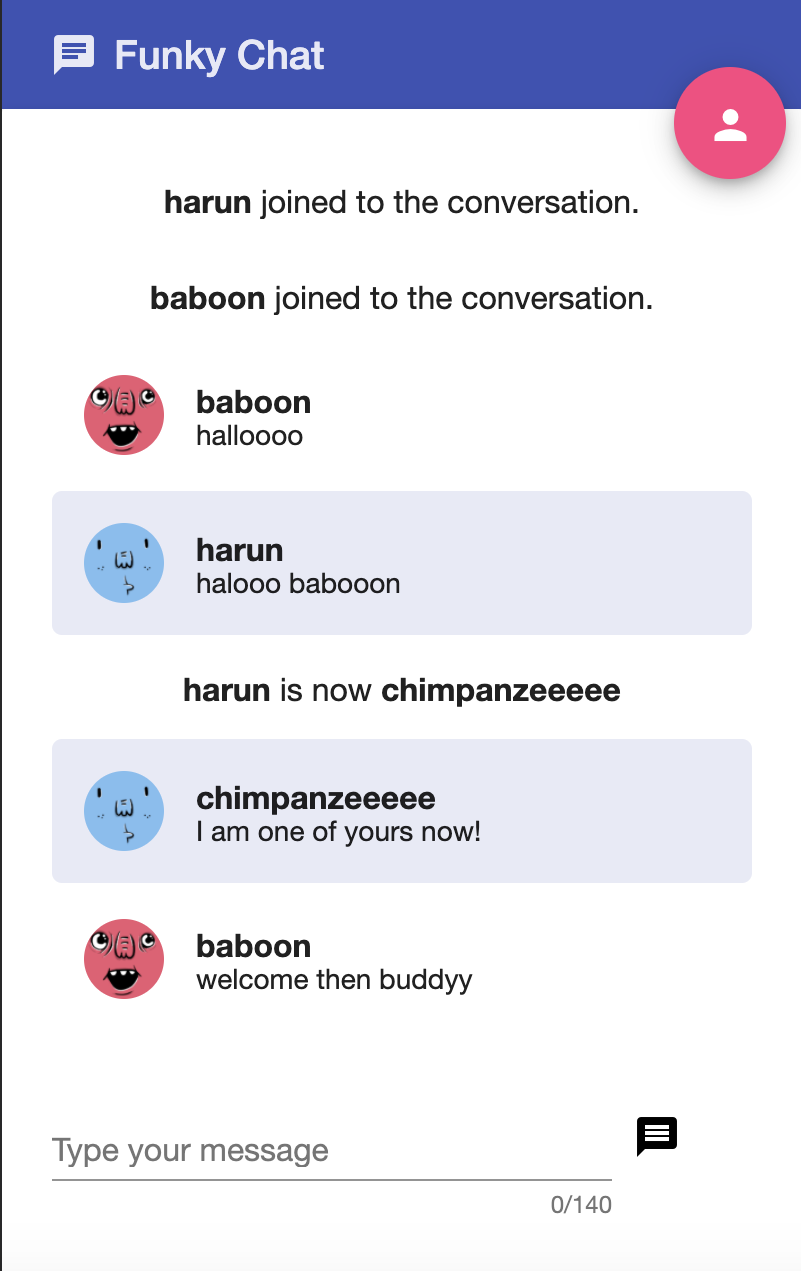 Funky Chat
harun joined to the conversation.
baboon joined to the conversation.
baboon
halloooo
harun
halooo babooon
harun is now chimpanzeeeee
chimpanzeeeee
I am one of yours now!
baboon
welcome then buddyy
Type your message
0/140